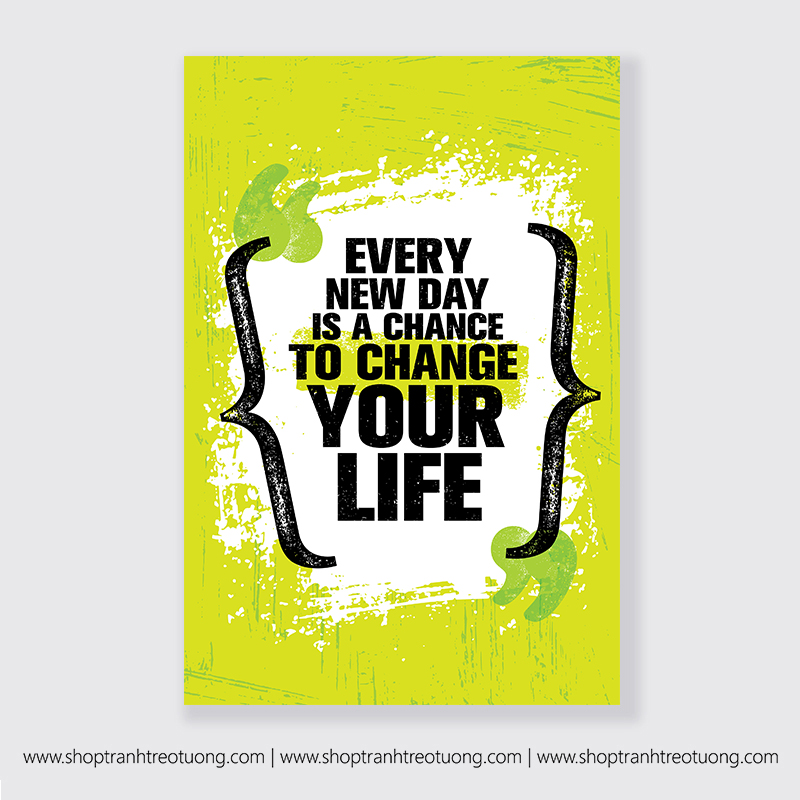 EVERY
NEW DAY
IS A CHANCE
TO CHANGE
YOUR
LIFE
www.shoptranhtreotuong.com | www.shoptranhtreotuong.com | www.shoptranhtreotuong.com